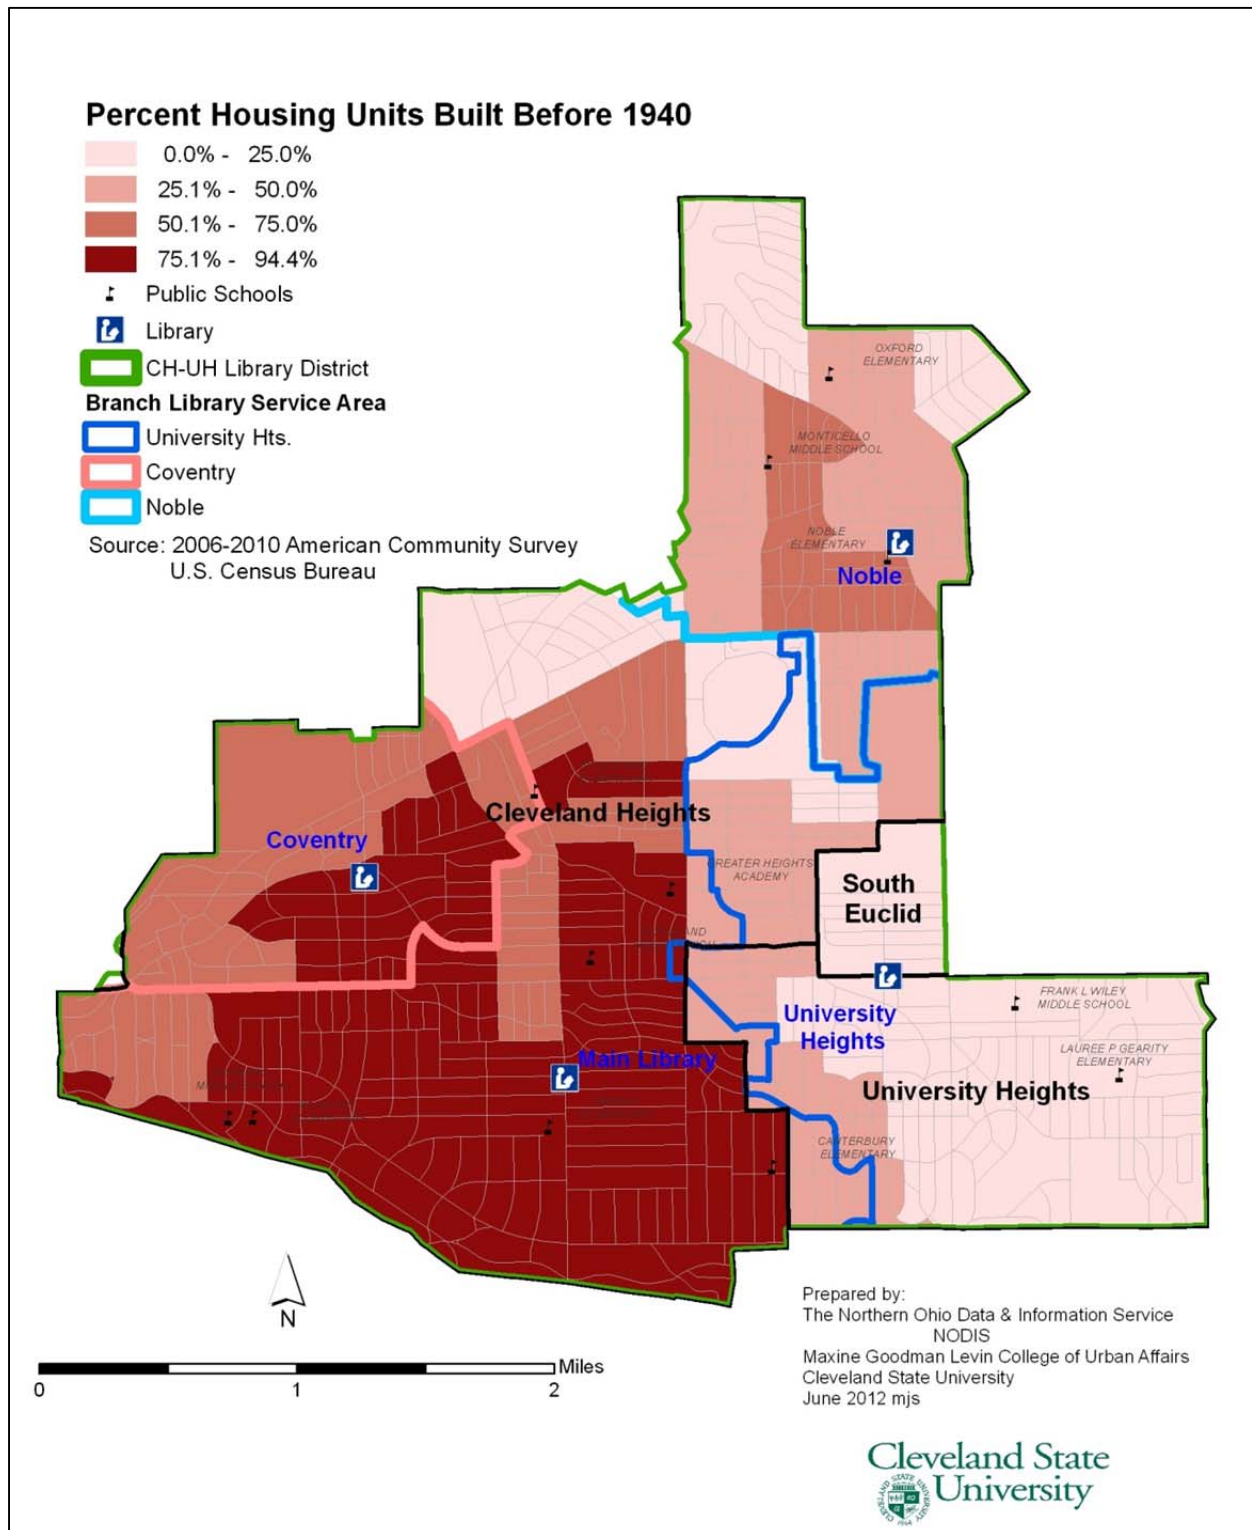 Percent Housing Units Built Before 1940
0.0% - 25.0%
25.1% - 50.0%
50.1% - 75.0%
75.1% - 94.4%
Public Schools
Library
CH-UH Library District
Branch Library Service Area
University Hts.
Coventry
Noble
Source: 2006-2010 American Community Survey
U.S. Census Bureau
OXFORD
ELEMENTARY
MONTICELLO
MIDDLE SCHOOL
NOBLE
ELEMENTARY
Noble
Cleveland Heights
Coventry
GREATER HEIGHTS
ACADEMY
South
Euclid
University
Heights
FRANK L WILEY
MIDDLE SCHOOL
LAUREE P GEARITY
ELEMENTARY
Main Library
University Heights
CANTERBURY
ELEMENTARY
N
Miles
0 1 2
Prepared by:
The Northern Ohio Data & Information Service
NODIS
Maxine Goodman Levin College of Urban Affairs
Cleveland State University
June 2012 mjs
Cleveland State
University